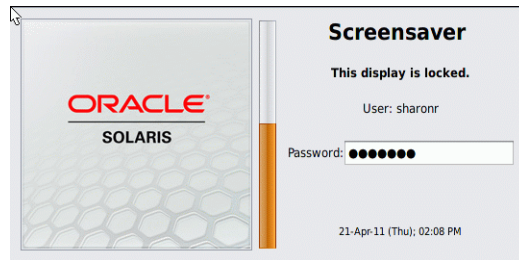 ORACLE®
SOLARIS
Screensaver
This display is locked.
User: sharonr
Password: ●●●●●●●
21-Apr-11 (Thu); 02:08 PM